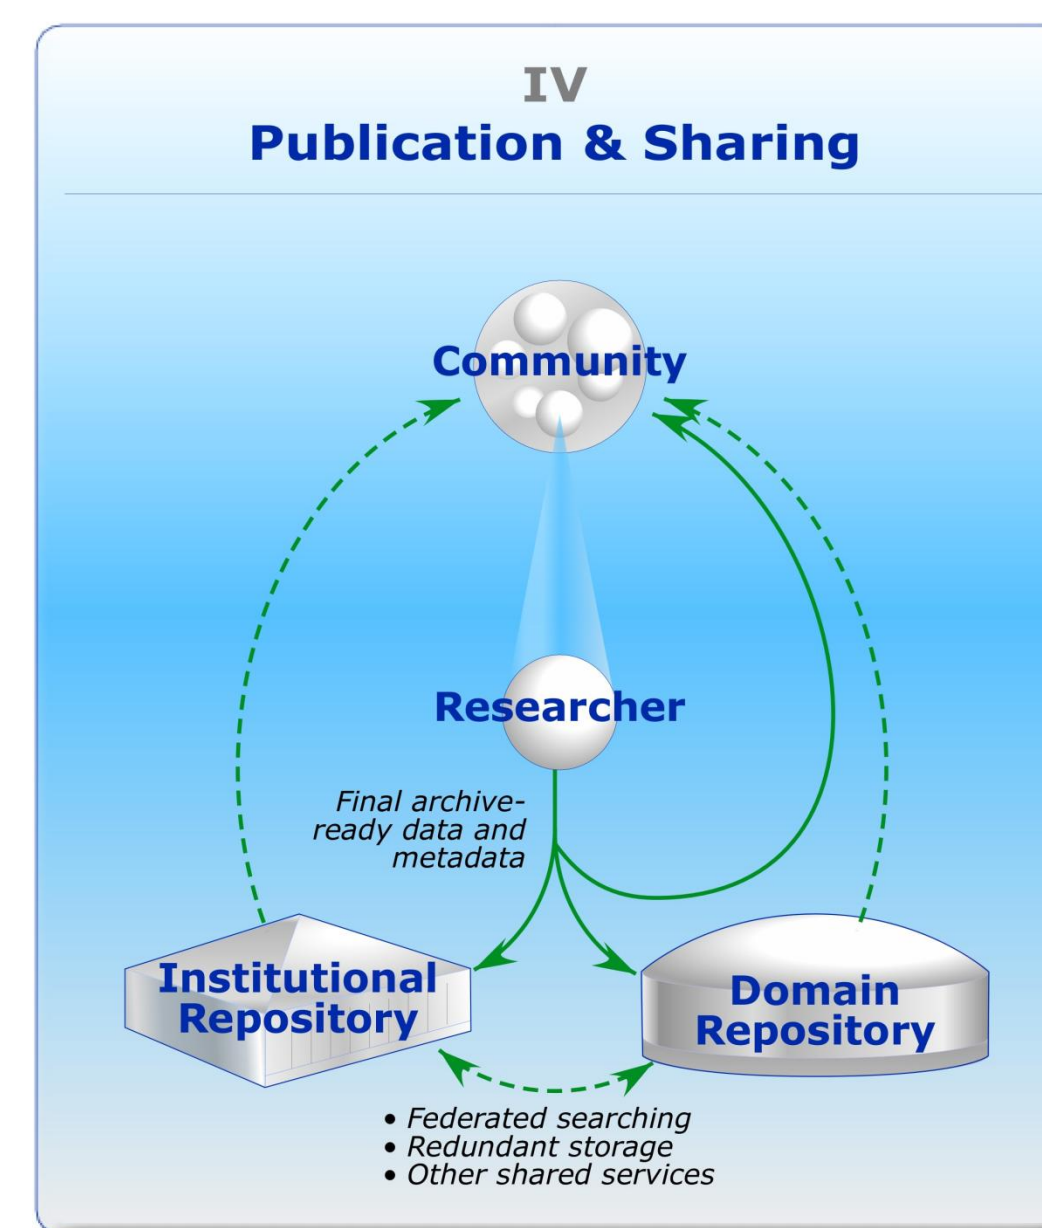 IV
Publication & Sharing
Community
Researcher
Final archive-
ready data and
metadata
Institutional
Repository
Domain
Repository
• Federated searching
• Redundant storage
• Other shared services